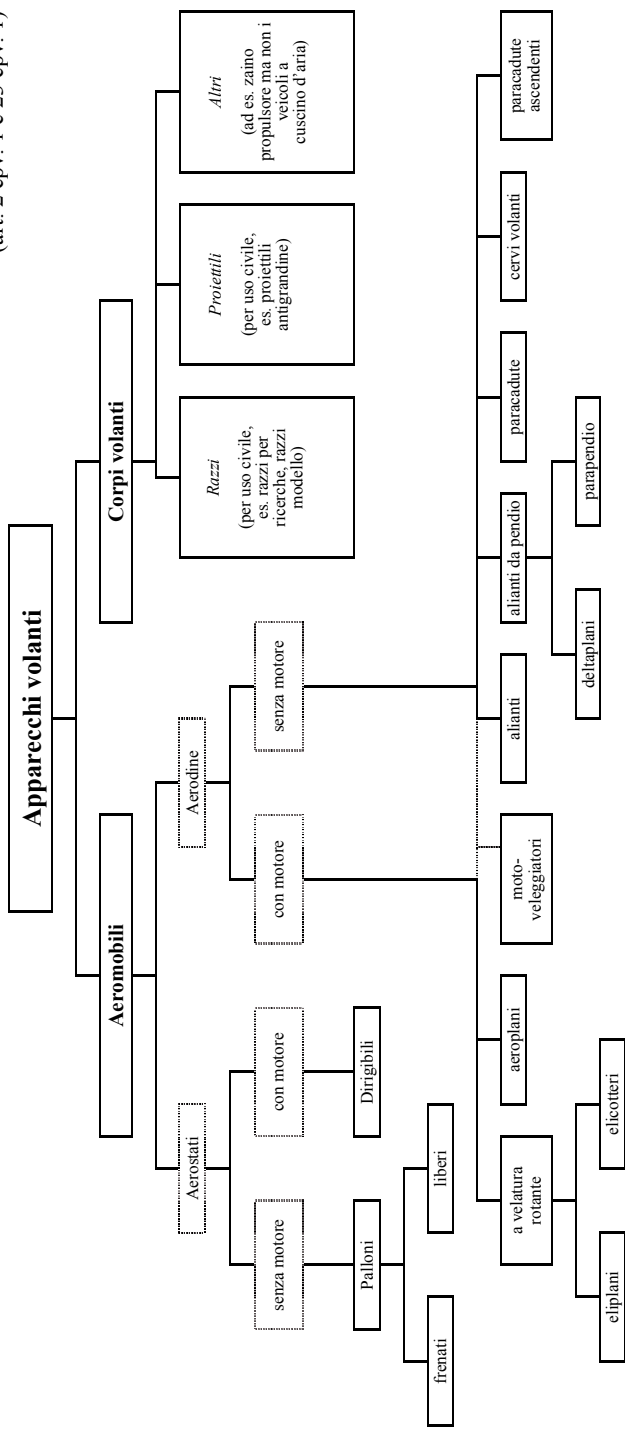 (art. 2 cpv. 1 e 23 cpv. 1)
Apparecchi volanti
Aeromobili
Corpi volanti
Aerostati
Aerodine
Razzi
(per uso civile,
es. razzi per
ricerche, razzi
modello)
Proiettili
(per uso civile,
es. proiettili
antigrandine)
Altri
(ad es. zaino
propulsore ma non i
veicoli a
cuscino d'aria)
senza motore
con motore
con motore
senza motore
Palloni
Dirigibili
frenati
liberi
a velatura
rotante
aeroplani
moto-
veleggiatori
alianti
alianti da pendio
paracadute
cervi volanti
paracadute
ascendenti
eliplani
elicotteri
deltaplani
parapendio